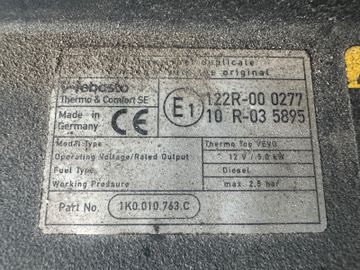 duplicate
original
Webasto
Thermo & Comfort SE
Made in
Germany
CE
E1
122R-00 0277
10 R-03 5895
Model Type Thermo Top VEVO
Operating Voltage/Rated Output 12 V / 5.0 kW
Fuel Type Diesel
Working Pressure max. 2.5 bar
Part No. 1K0.010.763.C